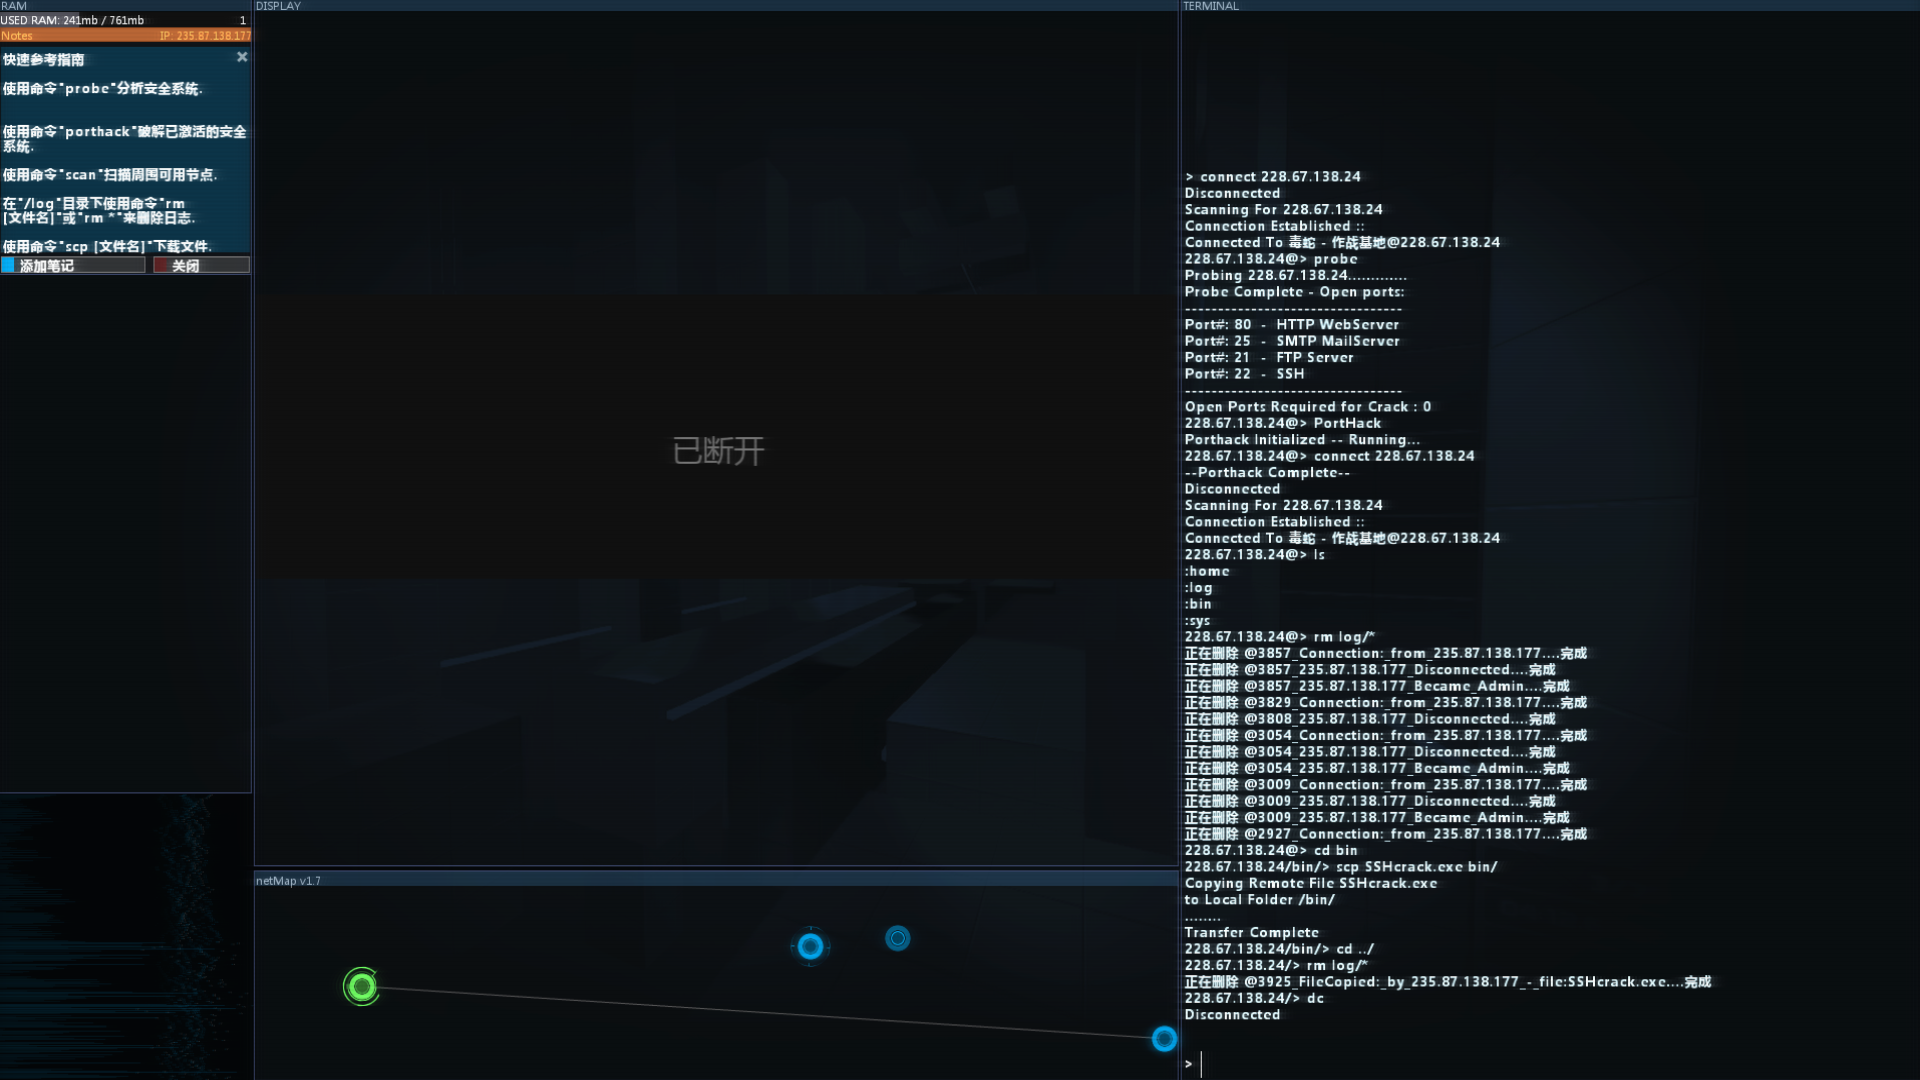 RAM
USED RAM: 241mb / 761mb 1
Notes IP: 235.87.138.177
快速参考指南
使用命令"probe"分析安全系统.
使用命令"porthack"破解已激活的安全
系统.
使用命令"scan"扫描周围可用节点.
在"/log"目录下使用命令"rm
[文件名]"或"rm *"来删除日志.
使用命令"scp [文件名]"下载文件.
添加笔记 关闭
DISPLAY
已断开
netMap v1.7
TERMINAL
> connect 228.67.138.24
Disconnected
Scanning For 228.67.138.24
Connection Established ::
Connected To 毒蛇 - 作战基地@228.67.138.24
228.67.138.24@> probe
Probing 228.67.138.24.............
Probe Complete - Open ports:
---------------------------------
Port#: 80 - HTTP WebServer
Port#: 25 - SMTP MailServer
Port#: 21 - FTP Server
Port#: 22 - SSH
---------------------------------
Open Ports Required for Crack : 0
228.67.138.24@> PortHack
Porthack Initialized -- Running...
228.67.138.24@> connect 228.67.138.24
--Porthack Complete--
Disconnected
Scanning For 228.67.138.24
Connection Established ::
Connected To 毒蛇 - 作战基地@228.67.138.24
228.67.138.24@> ls
:home
:log
:bin
:sys
228.67.138.24@> rm log/*
正在删除 @3857_Connection:_from_235.87.138.177....完成
正在删除 @3857_235.87.138.177_Disconnected....完成
正在删除 @3857_235.87.138.177_Became_Admin....完成
正在删除 @3829_Connection:_from_235.87.138.177....完成
正在删除 @3808_235.87.138.177_Disconnected....完成
正在删除 @3054_Connection:_from_235.87.138.177....完成
正在删除 @3054_235.87.138.177_Disconnected....完成
正在删除 @3054_235.87.138.177_Became_Admin....完成
正在删除 @3009_Connection:_from_235.87.138.177....完成
正在删除 @3009_235.87.138.177_Disconnected....完成
正在删除 @3009_235.87.138.177_Became_Admin....完成
正在删除 @2927_Connection:_from_235.87.138.177....完成
228.67.138.24@> cd bin
228.67.138.24/bin/> scp SSHcrack.exe bin/
Copying Remote File SSHcrack.exe
to Local Folder /bin/
........
Transfer Complete
228.67.138.24/bin/> cd ../
228.67.138.24/> rm log/*
正在删除 @3925_FileCopied:_by_235.87.138.177_-_file:SSHcrack.exe....完成
228.67.138.24/> dc
Disconnected
>